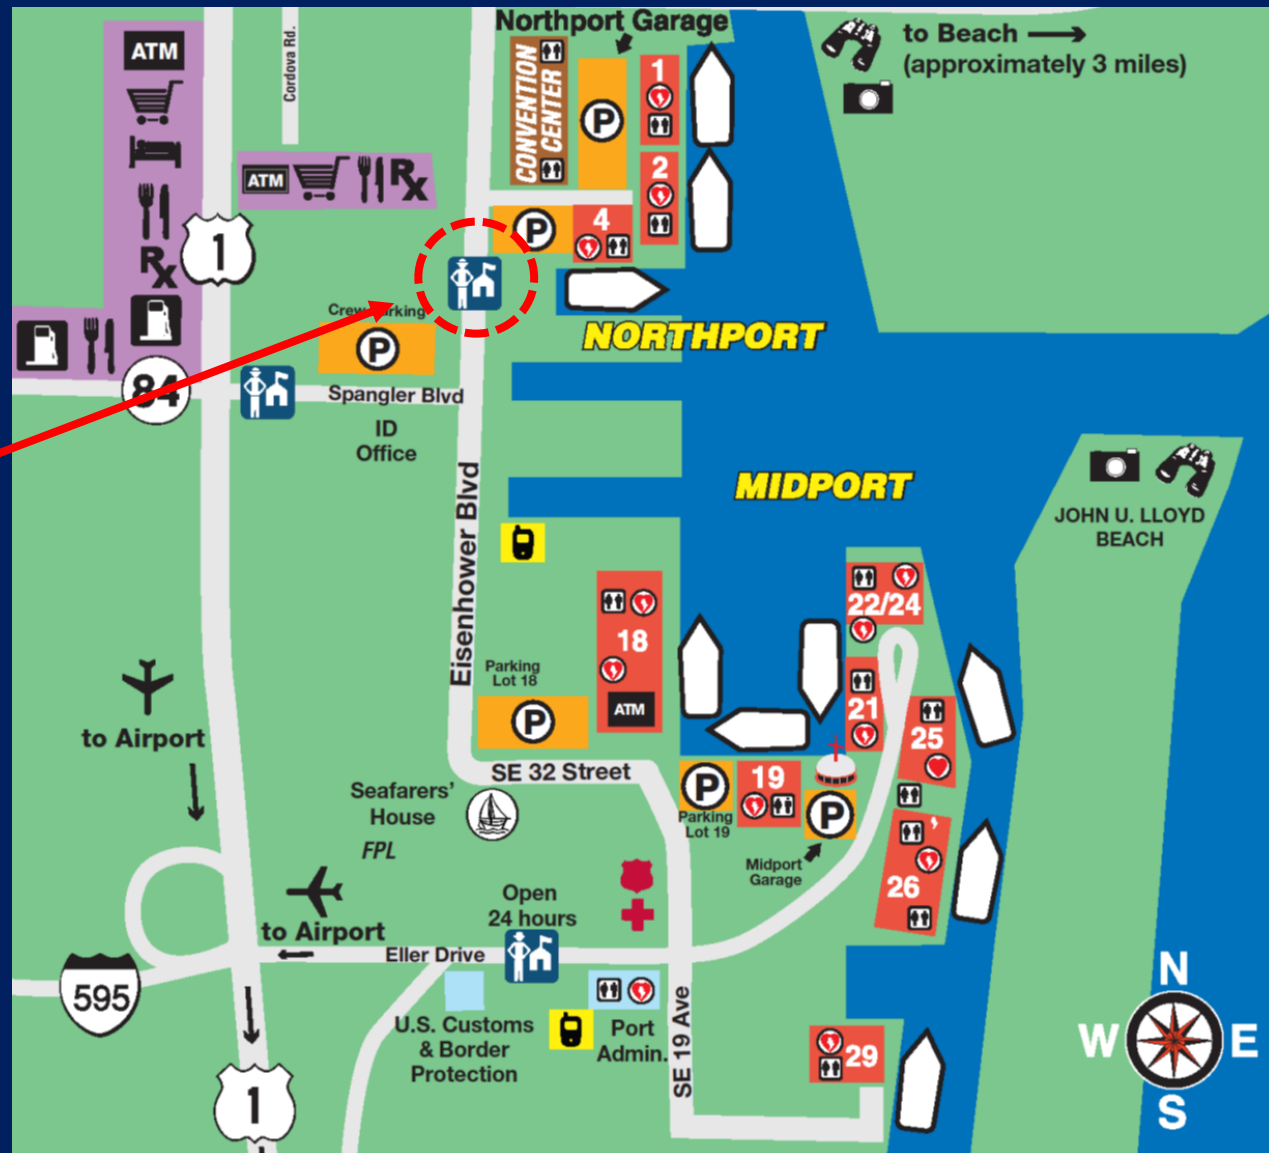 Northport Garage
to Beach
(approximately 3 miles)
ATM
Cordova Rd.
CONVENTION
CENTER
P
1
2
ATM
Rx
4
P
Rx
1
NORTHPORT
Crew Parking
P
84
Spangler Blvd
ID
Office
Eisenhower Blvd
MIDPORT
JOHN U. LLOYD
BEACH
22/24
18
ATM
Parking
Lot 18
P
21
25
to Airport
SE 32 Street
P
19
P
Parking
Lot 19
Seafarers'
House
FPL
Midport
Garage
26
Open
24 hours
to Airport
Eller Drive
595
U.S. Customs
& Border
Protection
Port
Admin.
SE 19 Ave
29
N
W
E
S
1